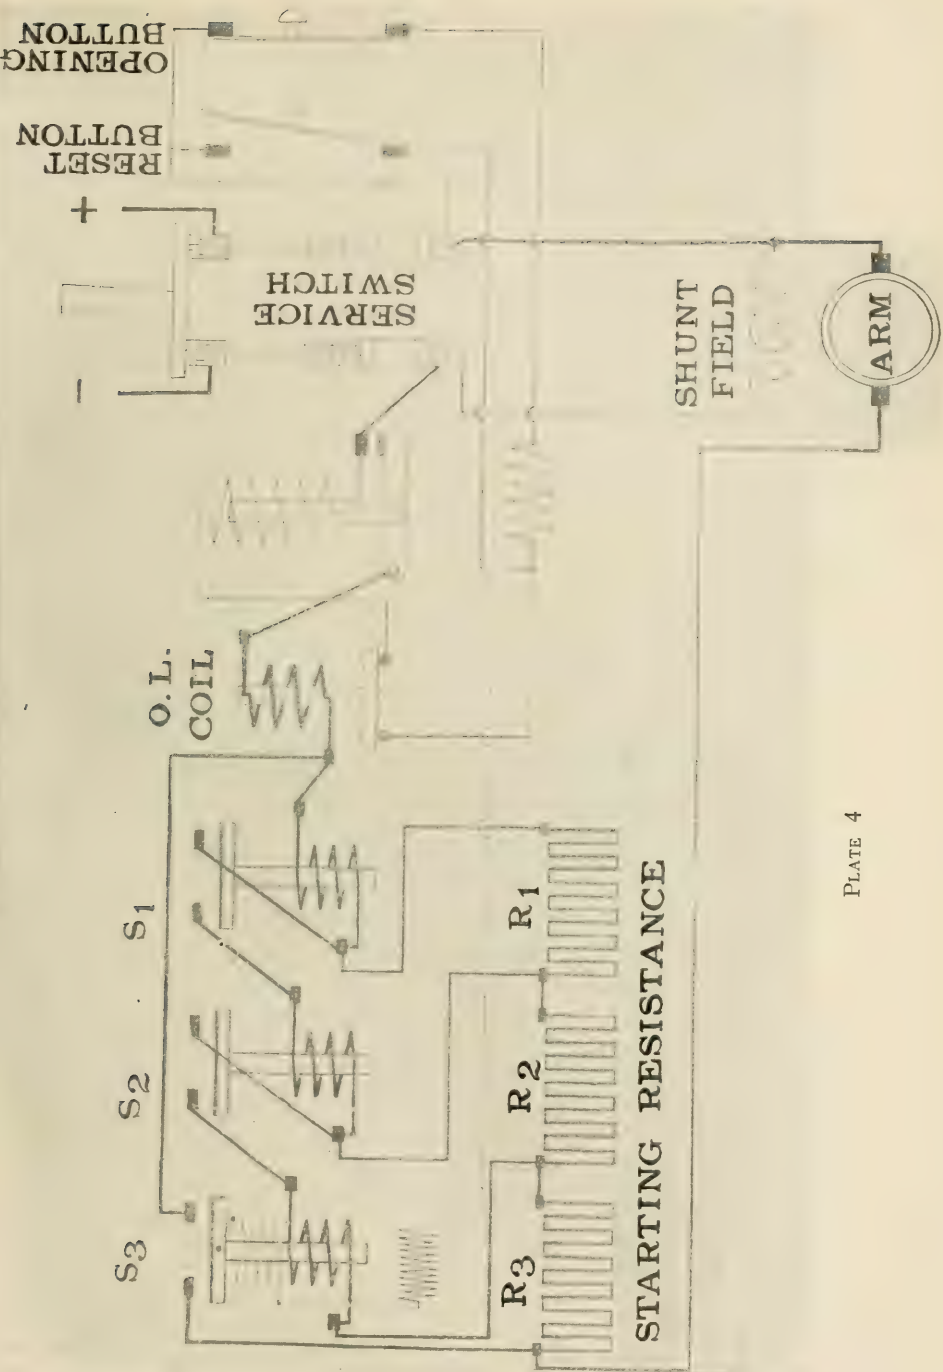 OPENING
BUTTON
RESET
BUTTON
+
−
SERVICE
SWITCH
SHUNT
FIELD
ARM
O.L.
COIL
S1
S2
S3
R1
R2
R3
STARTING RESISTANCE
PLATE 4